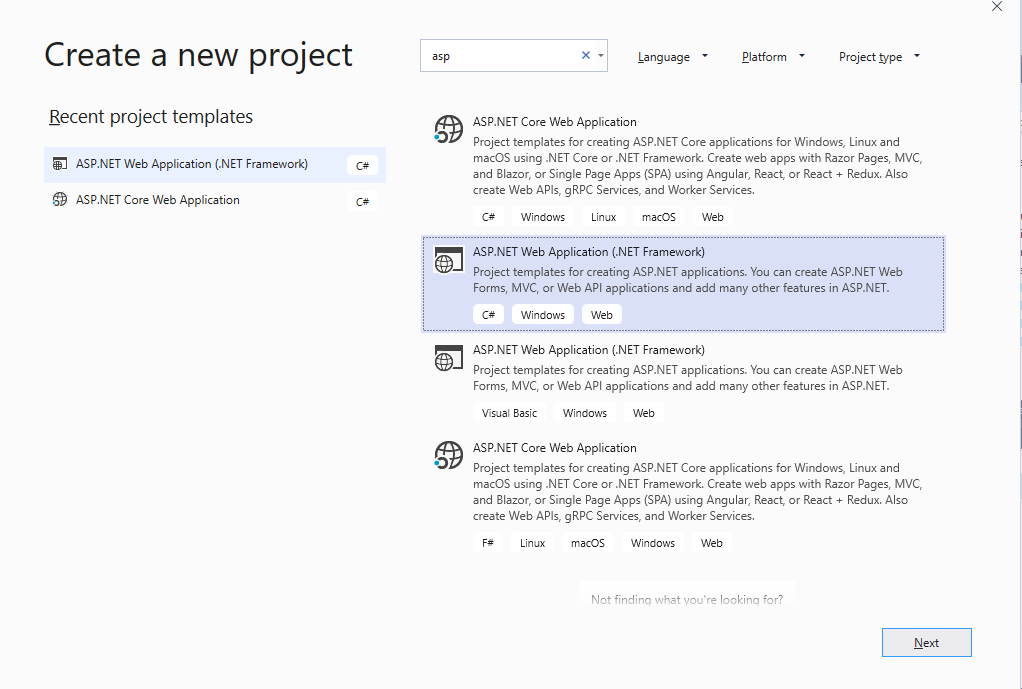 Create a new project
asp
Language
Platform
Project type
Recent project templates
ASP.NET Web Application (.NET Framework)
C#
ASP.NET Core Web Application
C#
ASP.NET Core Web Application
Project templates for creating ASP.NET Core applications for Windows, Linux and
macOS using .NET Core or .NET Framework. Create web apps with Razor Pages, MVC,
and Blazor, or Single Page Apps (SPA) using Angular, React, or React + Redux. Also
create Web APIs, gRPC Services, and Worker Services.
C# Windows Linux macOS Web
ASP.NET Web Application (.NET Framework)
Project templates for creating ASP.NET applications. You can create ASP.NET Web
Forms, MVC, or Web API applications and add many other features in ASP.NET.
C# Windows Web
ASP.NET Web Application (.NET Framework)
Project templates for creating ASP.NET applications. You can create ASP.NET Web
Forms, MVC, or Web API applications and add many other features in ASP.NET.
Visual Basic Windows Web
ASP.NET Core Web Application
Project templates for creating ASP.NET Core applications for Windows, Linux and
macOS using .NET Core or .NET Framework. Create web apps with Razor Pages, MVC,
and Blazor, or Single Page Apps (SPA) using Angular, React, or React + Redux. Also
create Web APIs, gRPC Services, and Worker Services.
F# Linux macOS Windows Web
Not finding what you're looking for?
Next